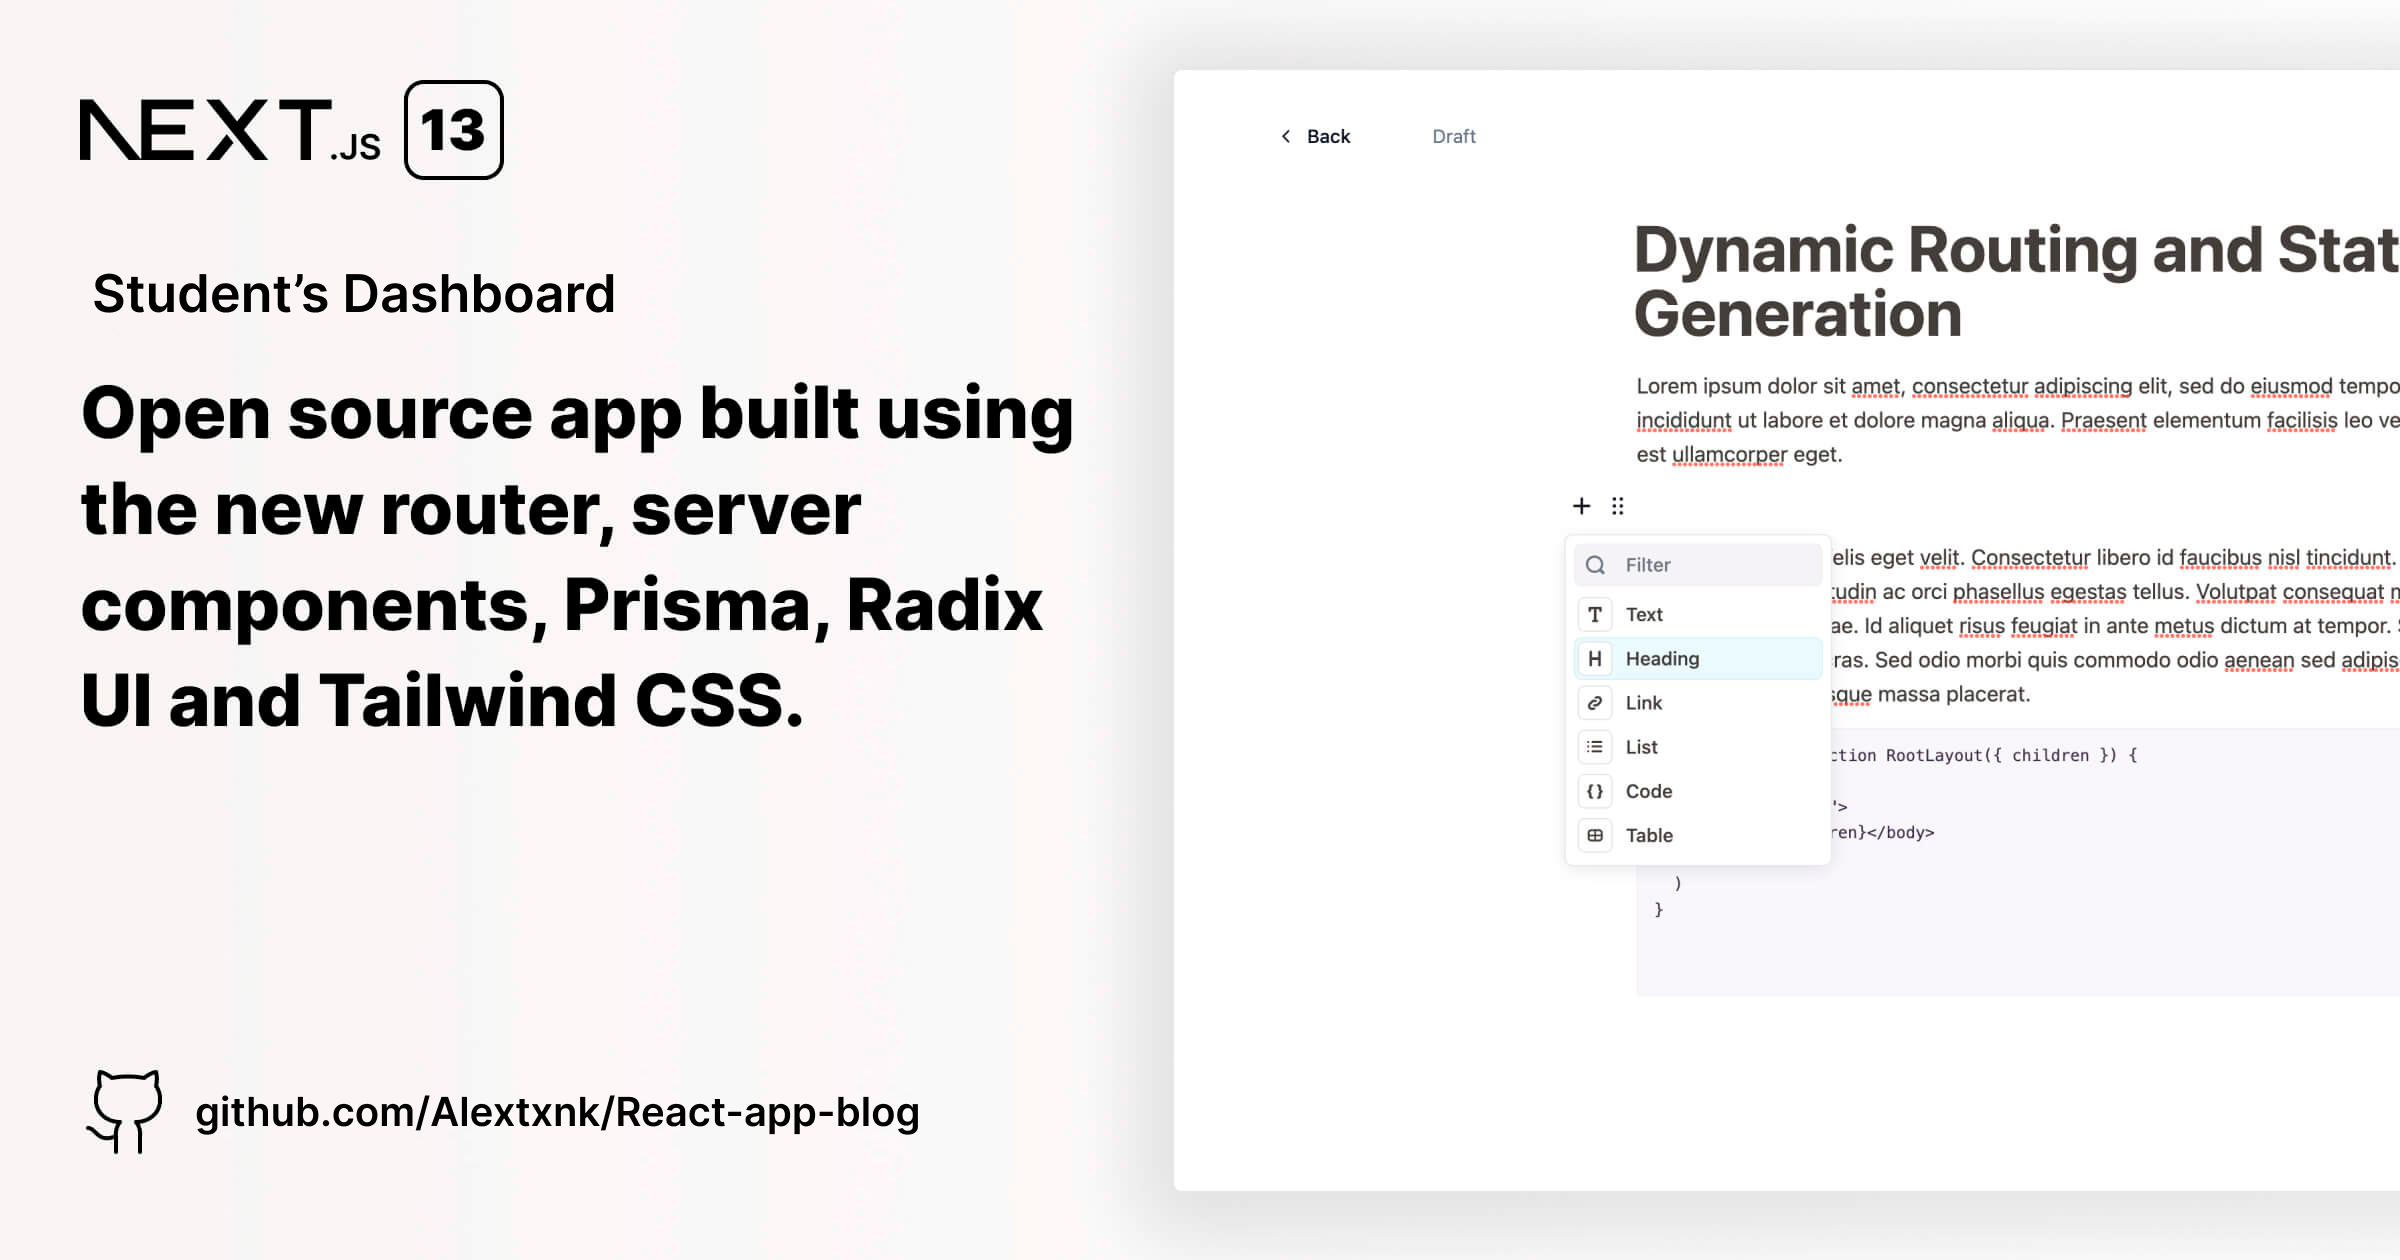 NEXT.JS 13
Student’s Dashboard
Open source app built using
the new router, server
components, Prisma, Radix
UI and Tailwind CSS.
github.com/Alextxnk/React-app-blog
Back
Draft
Dynamic Routing and Stat
Generation
Lorem ipsum dolor sit amet, consectetur adipiscing elit, sed do eiusmod tempo
incididunt ut labore et dolore magna aliqua. Praesent elementum facilisis leo ve
est ullamcorper eget.
Filter
Text
Heading
Link
List
Code
Table
elis eget velit. Consectetur libero id faucibus nisl tincidunt.
tudin ac orci phasellus egestas tellus. Volutpat consequat
ae. Id aliquet risus feugiat in ante metus dictum at tempor.
ras. Sed odio morbi quis commodo odio aenean sed adipis
sque massa placerat.
ction RootLayout({ children }) {
'>
ren}</body>
)
}